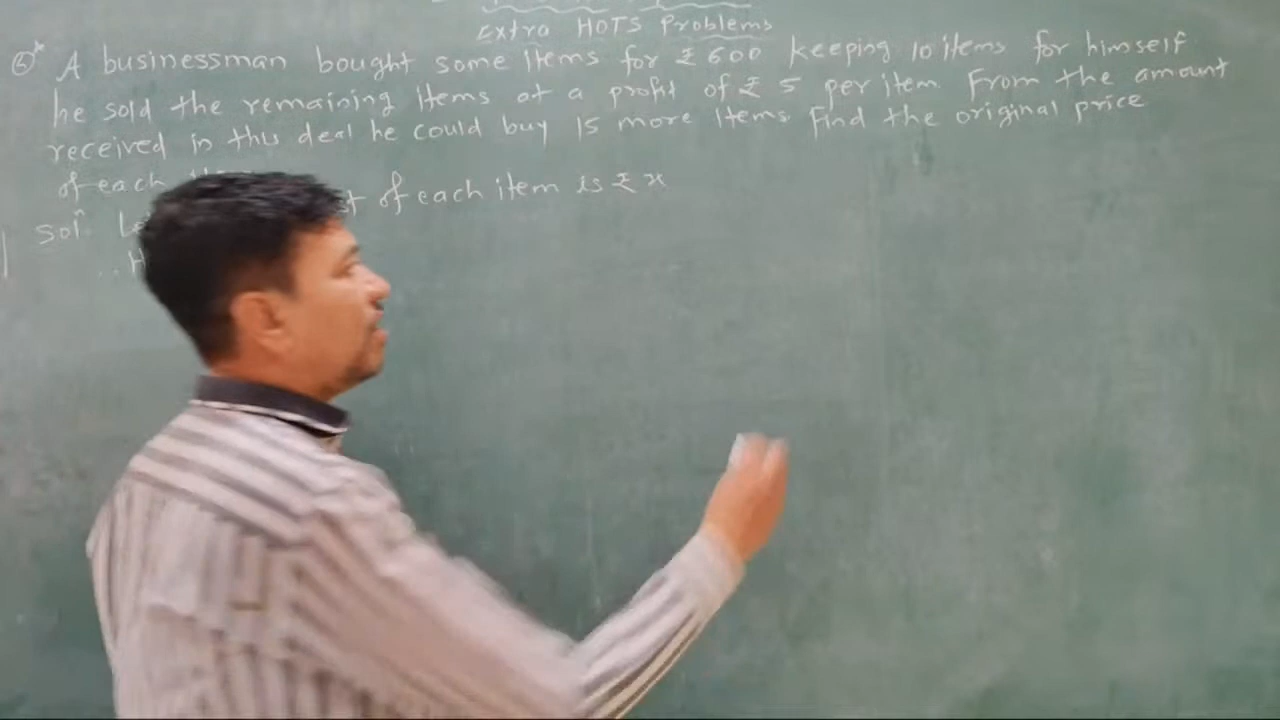 Extra HOTS Problems
⑥* A businessman bought some items for ₹ 600 keeping 10 items for himself
he sold the remaining items at a profit of ₹ 5 per item From the amount
received in this deal he could buy 15 more items. Find the original price
of each
Sol? of each item is ₹ x